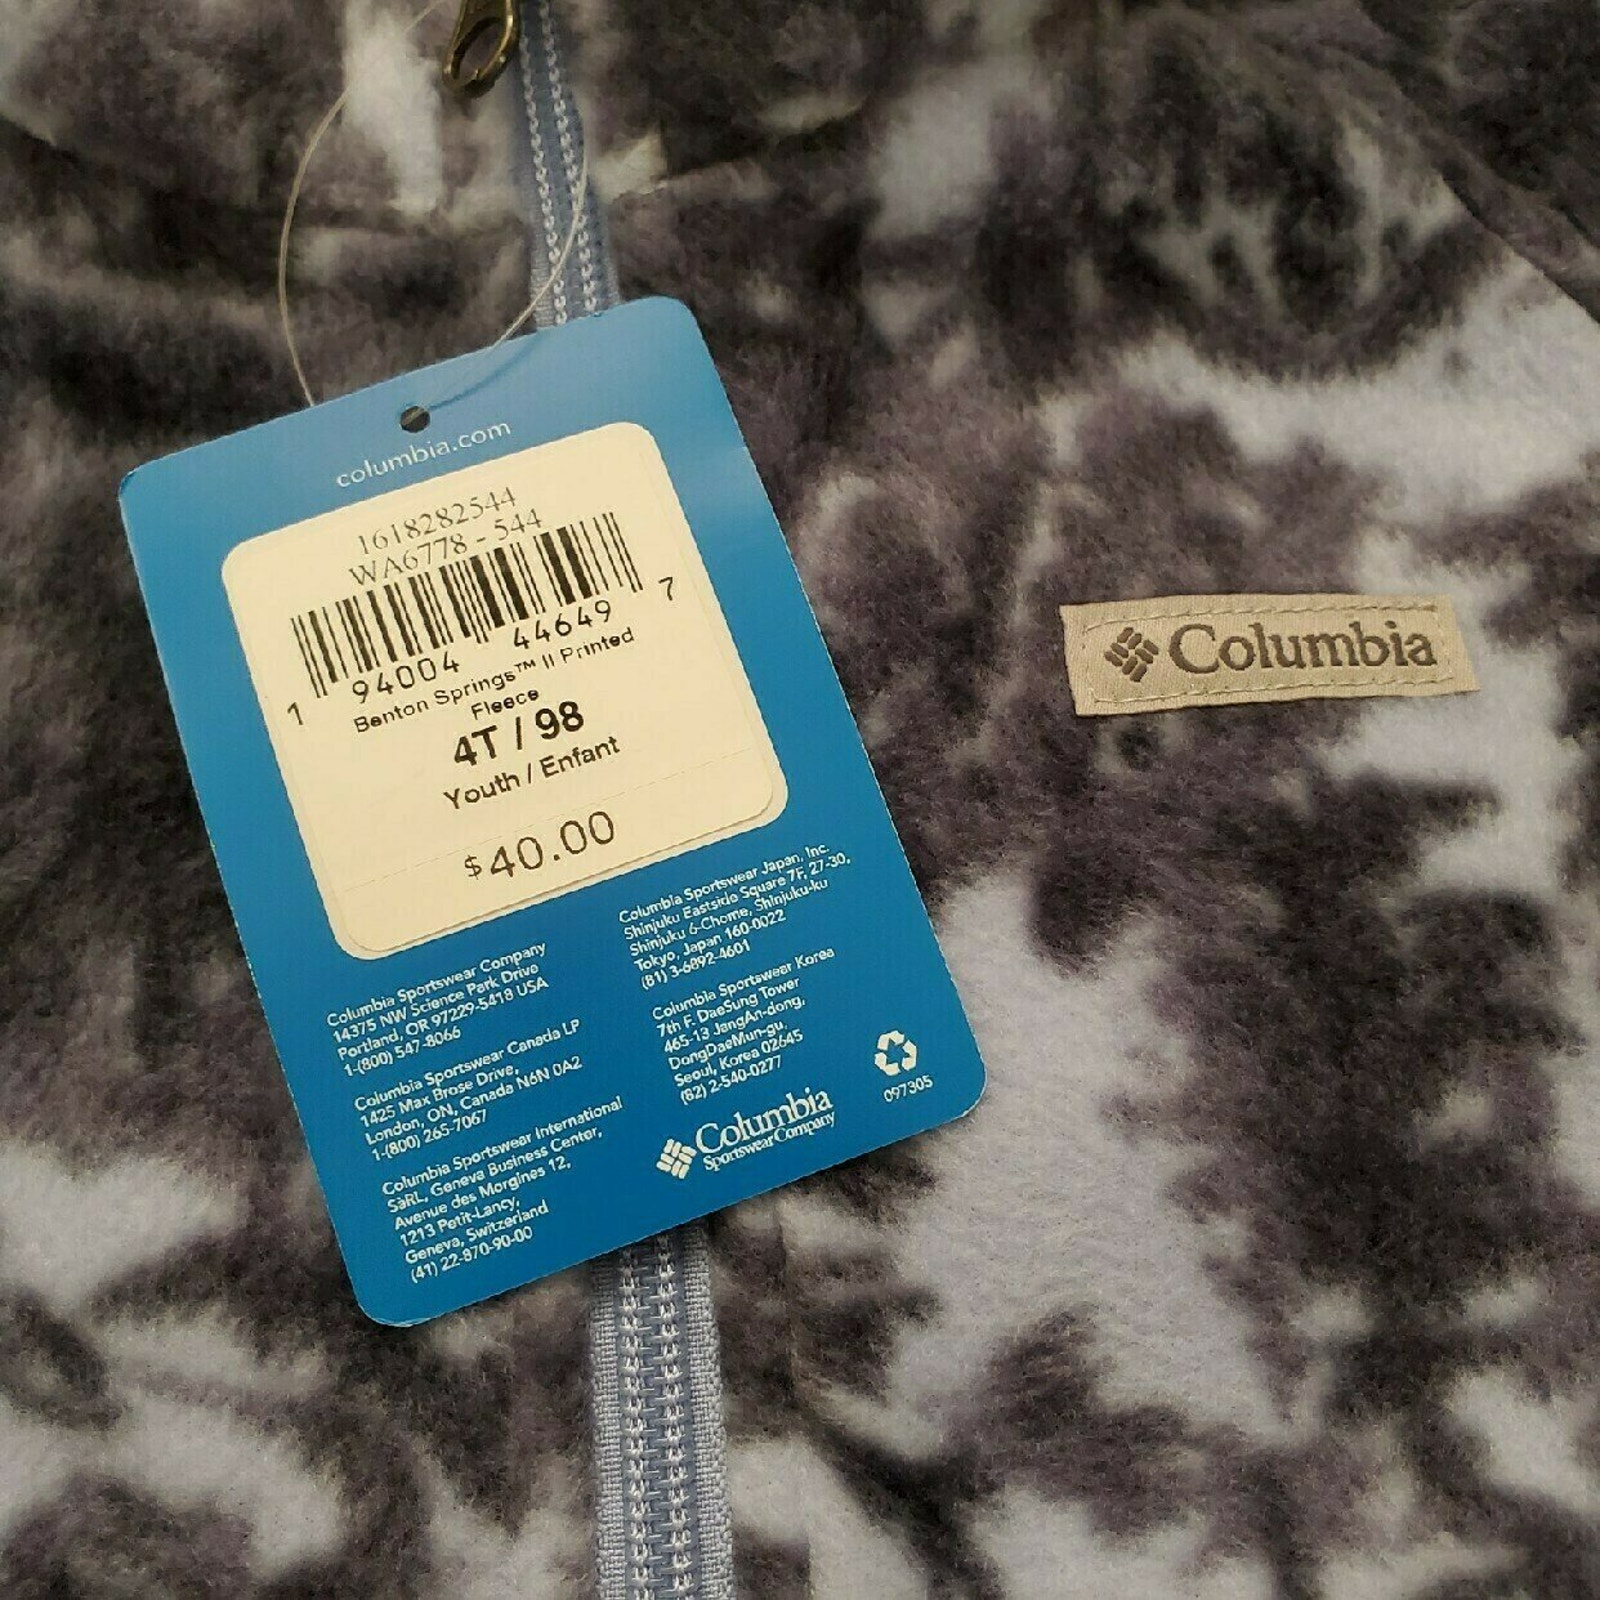 columbia.com
1618282544
WA6778 - 544
1 94004 44649 7
Benton Springs™ II Printed
Fleece
4T / 98
Youth / Enfant
$40.00
Columbia Sportswear Company
14375 NW Science Park Drive
Portland, OR 97229-5418 USA
1-(800) 547-8066
Columbia Sportswear Canada LP
1425 Max Brose Drive,
London, ON, Canada N6N 0A2
1-(800) 265-7067
Columbia Sportswear International
SàRL, Geneva Business Center,
Avenue des Morgines 12,
1213 Petit-Lancy,
Geneva, Switzerland
(41) 22-870-90-00
Columbia Sportswear Japan, Inc.
Shinjuku Eastside Square 7F, 27-30,
Shinjuku 6-Chome, Shinjuku-ku
Tokyo, Japan 160-0022
(81) 3-6892-4601
Columbia Sportswear Korea
7th F. DaeSung Tower
465-13 JangAn-dong,
DongDaeMun-gu,
Seoul, Korea 02645
(82) 2-540-0277
Columbia
Sportswear Company
097305
Columbia